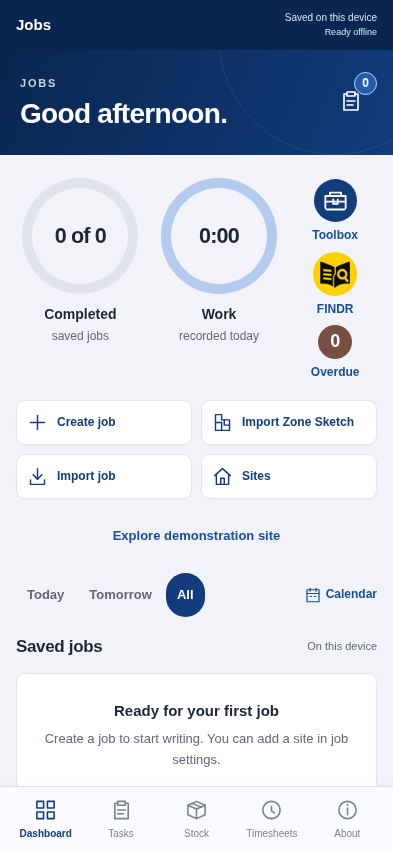 Jobs
Saved on this device
Ready offline
JOBS
Good afternoon.
0
0 of 0
Completed
saved jobs
0:00
Work
recorded today
Toolbox
FINDR
0
Overdue
Create job
Import Zone Sketch
Import job
Sites
Explore demonstration site
Today
Tomorrow
All
Calendar
Saved jobs
On this device
Ready for your first job
Create a job to start writing. You can add a site in job
settings.
Dashboard
Tasks
Stock
Timesheets
About